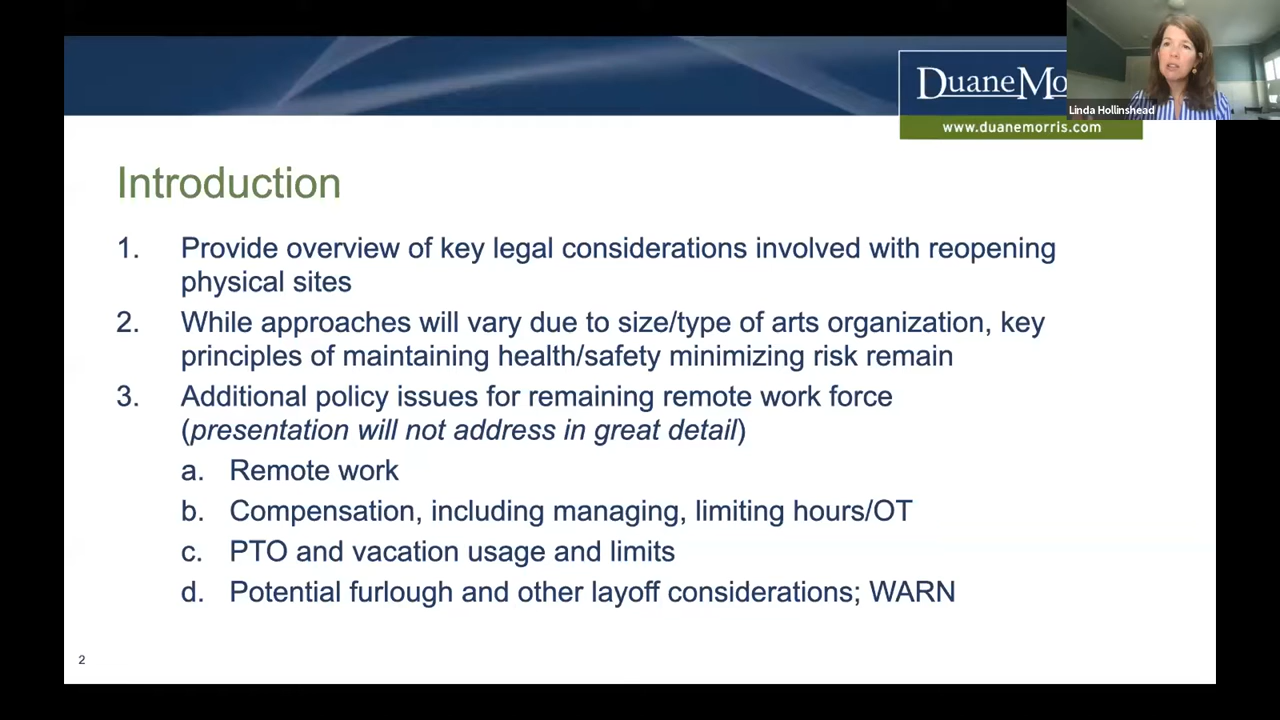 DuaneMo
Linda Hollinshead
www.duanemorris.com
Introduction
1. Provide overview of key legal considerations involved with reopening
physical sites
2. While approaches will vary due to size/type of arts organization, key
principles of maintaining health/safety minimizing risk remain
3. Additional policy issues for remaining remote work force
(presentation will not address in great detail)
a. Remote work
b. Compensation, including managing, limiting hours/OT
c. PTO and vacation usage and limits
d. Potential furlough and other layoff considerations; WARN
2